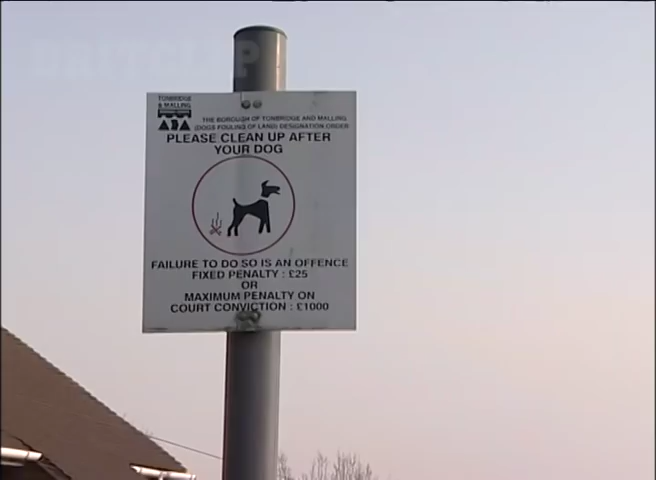 BRITCLIP
TONBRIDGE
& MALLING
THE BOROUGH OF TONBRIDGE AND MALLING
(DOGS FOULING OF LAND) DESIGNATION ORDER
PLEASE CLEAN UP AFTER
YOUR DOG
FAILURE TO DO SO IS AN OFFENCE
FIXED PENALTY : £25
OR
MAXIMUM PENALTY ON
COURT CONVICTION : £1000